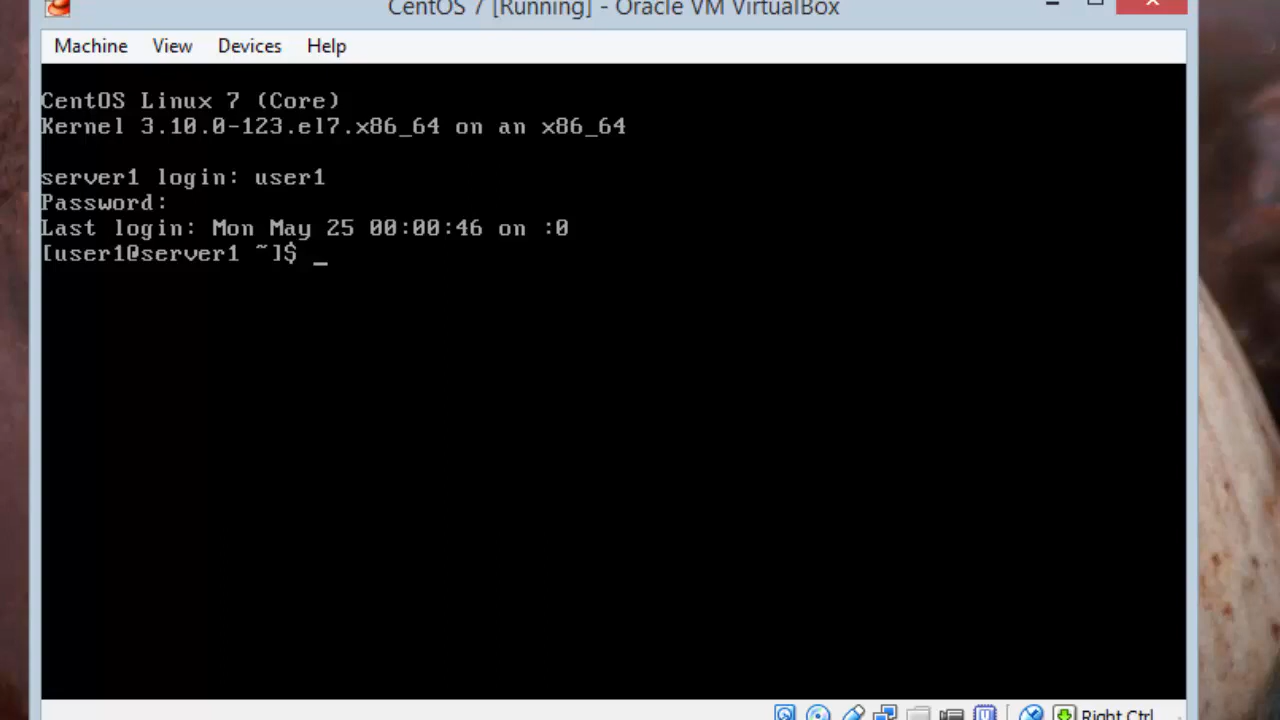 CentOS 7 [Running] - Oracle VM VirtualBox
Machine View Devices Help
CentOS Linux 7 (Core)
Kernel 3.10.0-123.el7.x86_64 on an x86_64
server1 login: user1
Password:
Last login: Mon May 25 00:00:46 on :0
[user1@server1 ~]$ _
Right Ctrl